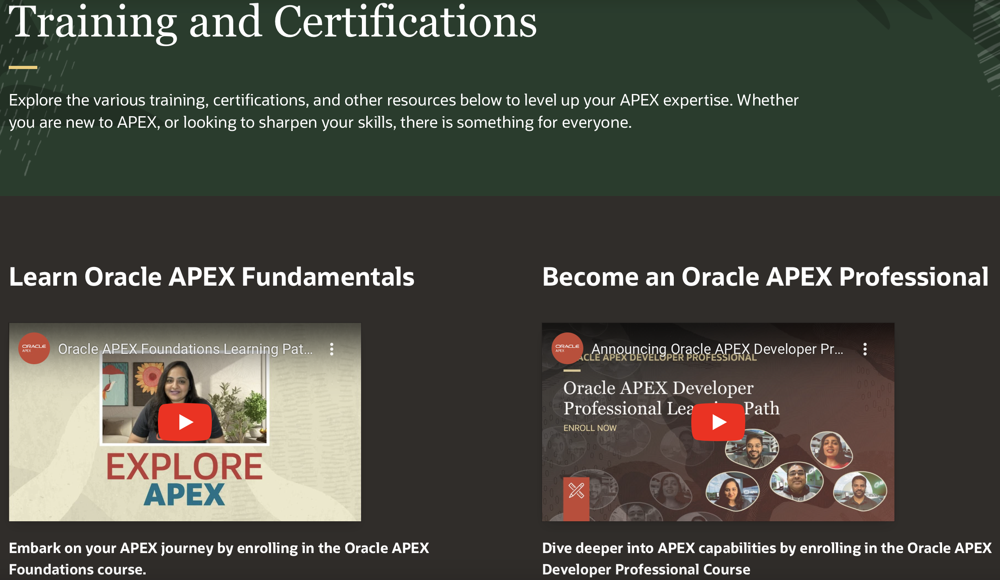 Training and Certifications
Explore the various training, certifications, and other resources below to level up your APEX expertise. Whether
you are new to APEX, or looking to sharpen your skills, there is something for everyone.
Learn Oracle APEX Fundamentals
ORACLE
APEX
Oracle APEX Foundations Learning Pat...
EXPLORE
APEX
Embark on your APEX journey by enrolling in the Oracle APEX
Foundations course.
Become an Oracle APEX Professional
ORACLE
APEX
Announcing Oracle APEX Developer Pr...
ACLE APEX DEVELOPER PROFESSIONAL
Oracle APEX Developer
Professional Path
ENROLL NOW
Dive deeper into APEX capabilities by enrolling in the Oracle APEX
Developer Professional Course